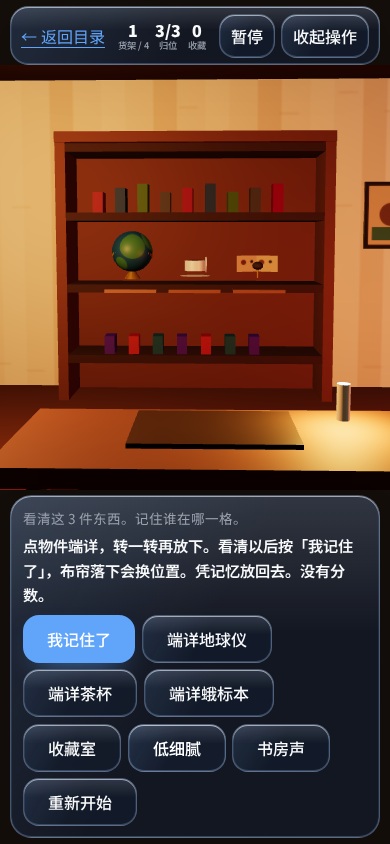 ← 返回目录
1 3/3 0
货架 / 4 归位 收藏
暂停
收起操作
看清这 3 件东西。记住谁在哪一格。
点物件端详，转一转再放下。看清以后按「我记住
了」，布帘落下会换位置。凭记忆放回去。没有分
数。
我记住了
端详地球仪
端详茶杯
端详蛾标本
收藏室
低细腻
书房声
重新开始